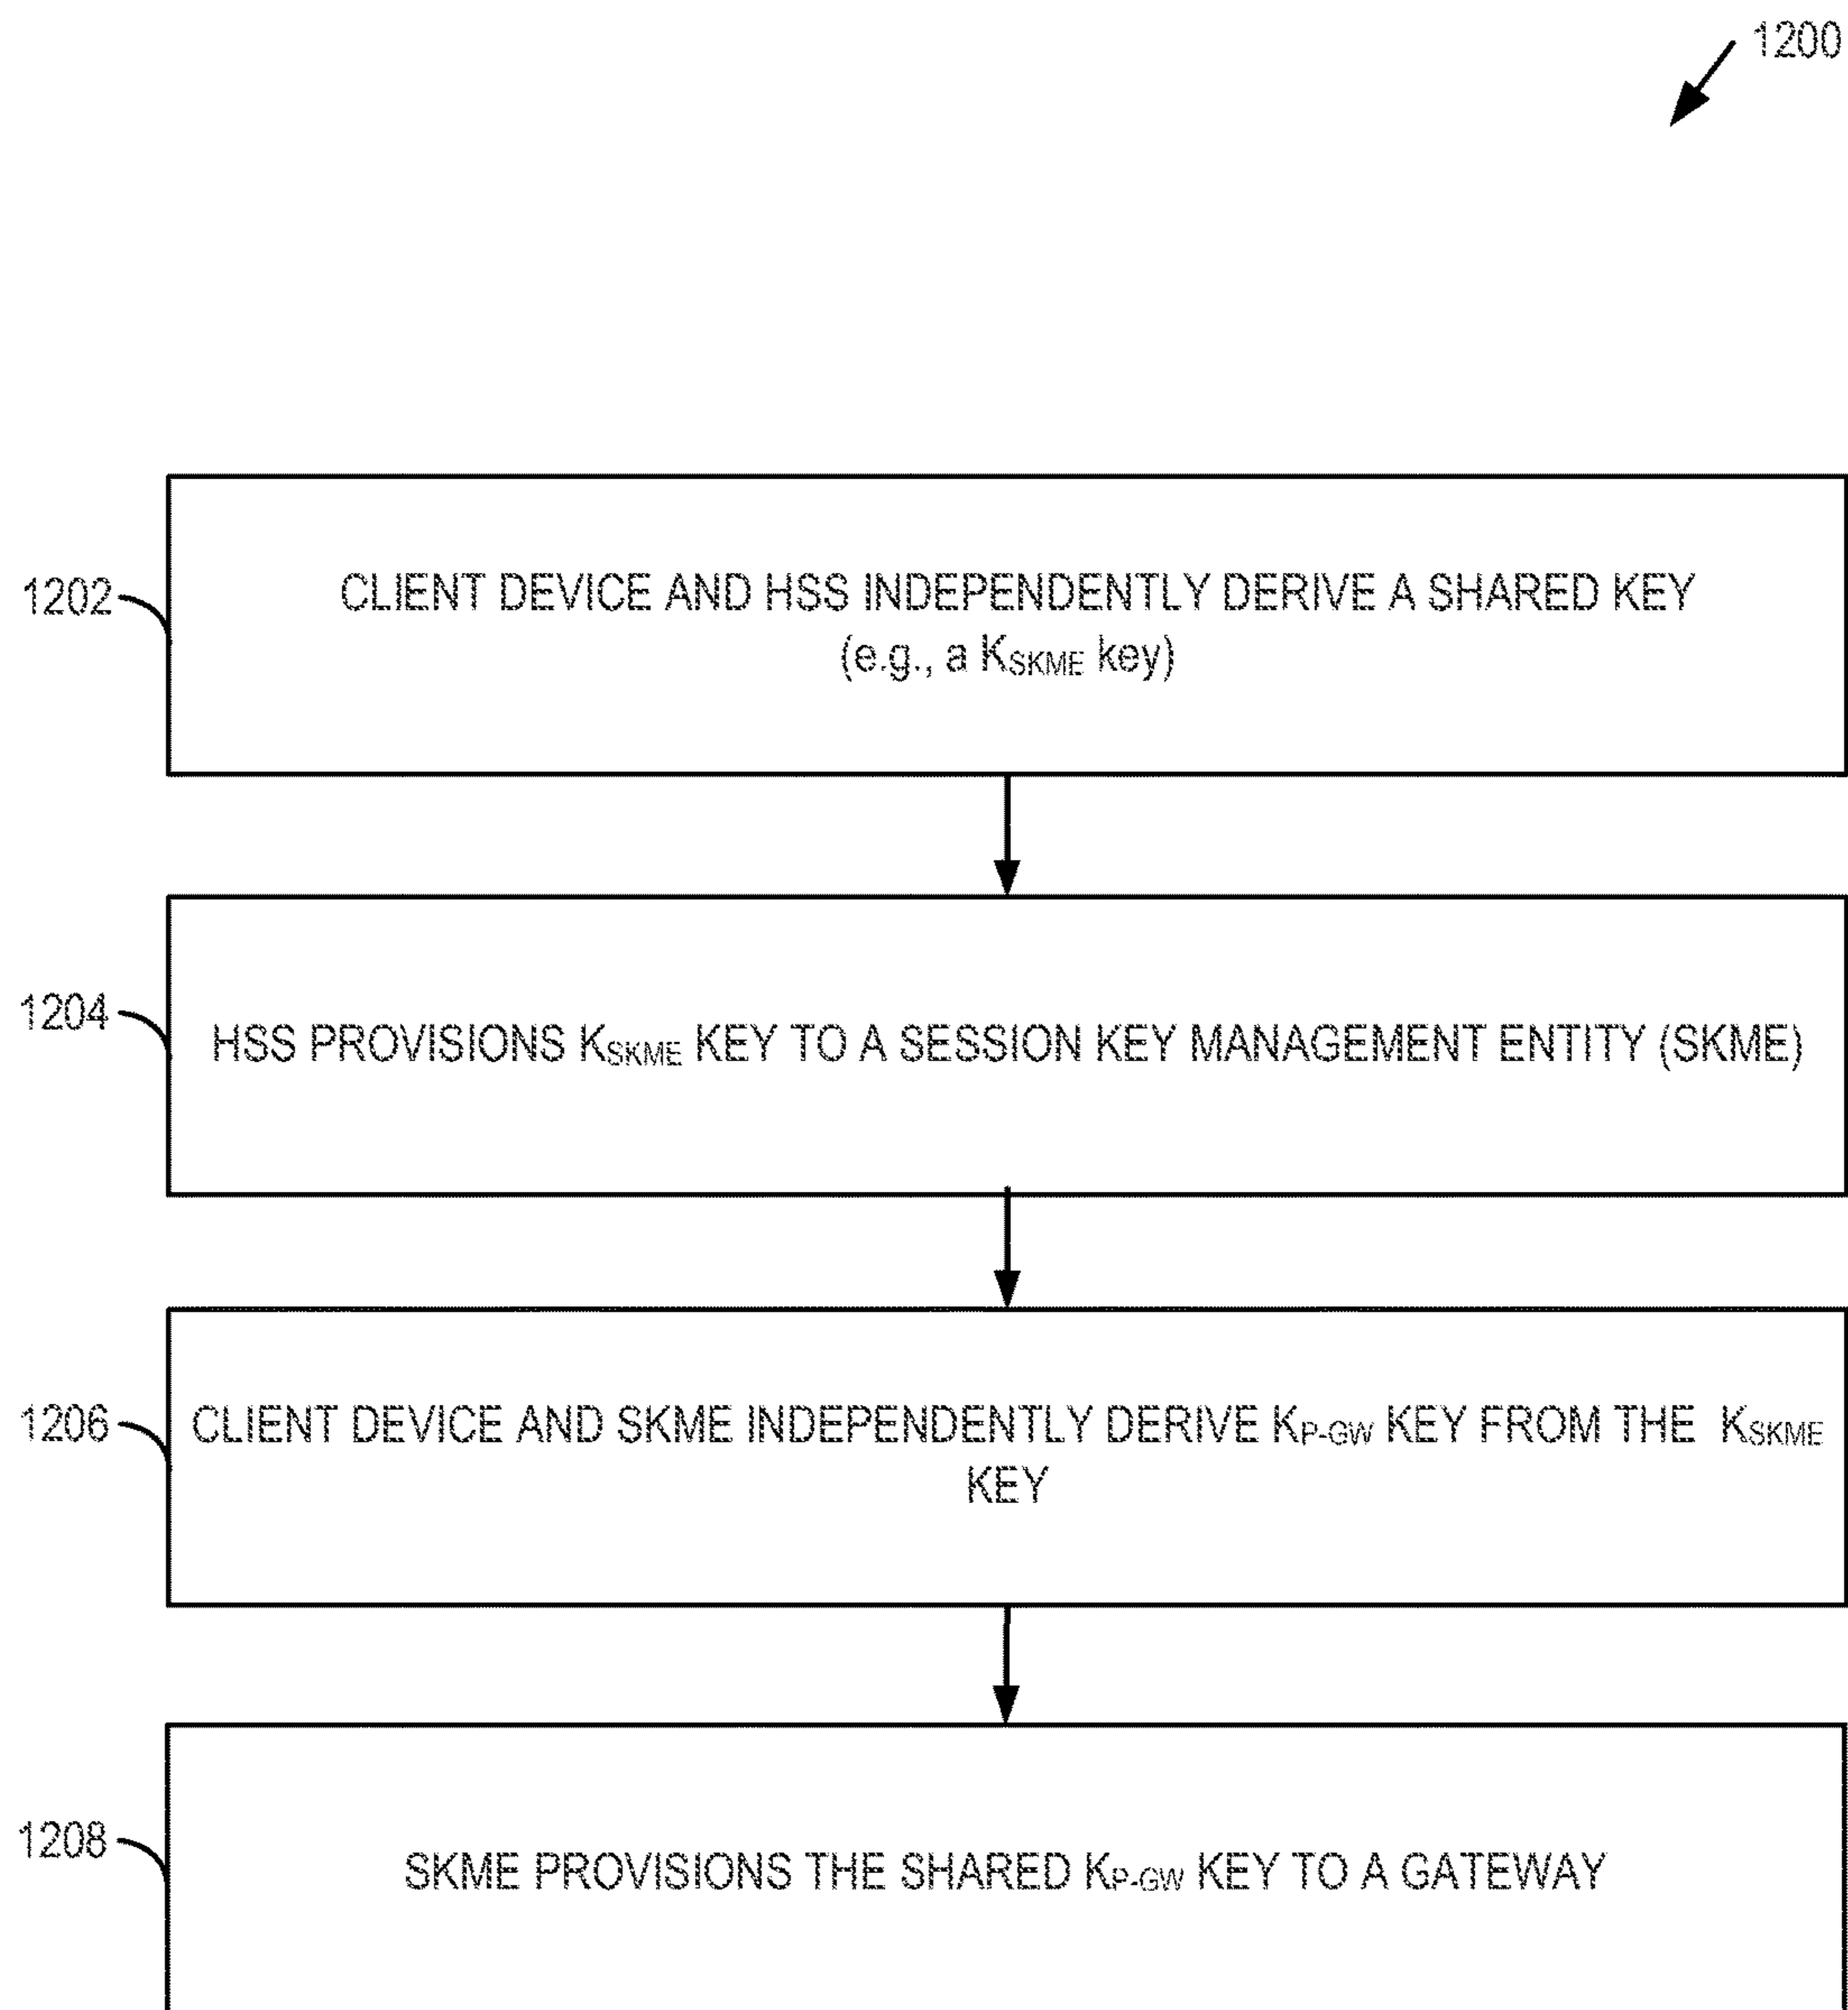 1200
1202
CLIENT DEVICE AND HSS INDEPENDENTLY DERIVE A SHARED KEY
(e.g., a KSKME key)
1204
HSS PROVISIONS KSKME KEY TO A SESSION KEY MANAGEMENT ENTITY (SKME)
1206
CLIENT DEVICE AND SKME INDEPENDENTLY DERIVE KP-GW KEY FROM THE KSKME
KEY
1208
SKME PROVISIONS THE SHARED KP-GW KEY TO A GATEWAY